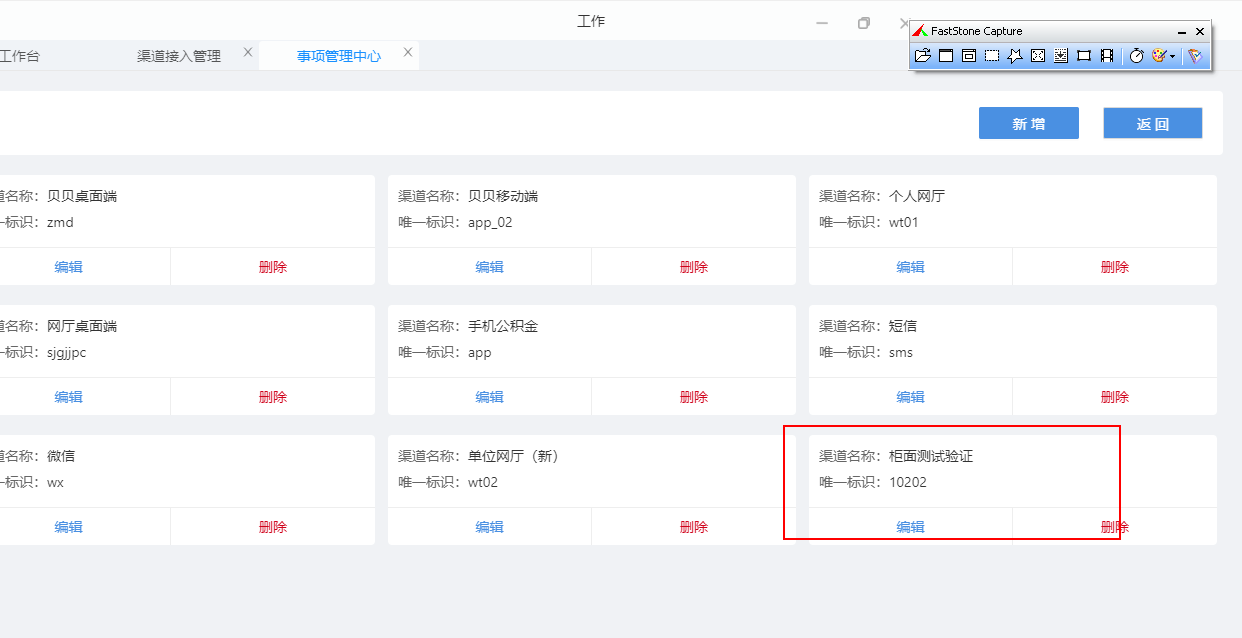 工作
FastStone Capture
工作台
渠道接入管理
事项管理中心
新 增
返 回
道名称：贝贝桌面端
一标识：zmd
编辑
删除
渠道名称：贝贝移动端
唯一标识：app_02
编辑
删除
渠道名称：个人网厅
唯一标识：wt01
编辑
删除
道名称：网厅桌面端
一标识：sjgjjpc
编辑
删除
渠道名称：手机公积金
唯一标识：app
编辑
删除
渠道名称：短信
唯一标识：sms
编辑
删除
道名称：微信
一标识：wx
编辑
删除
渠道名称：单位网厅（新）
唯一标识：wt02
编辑
删除
渠道名称：柜面测试验证
唯一标识：10202
编辑
删除